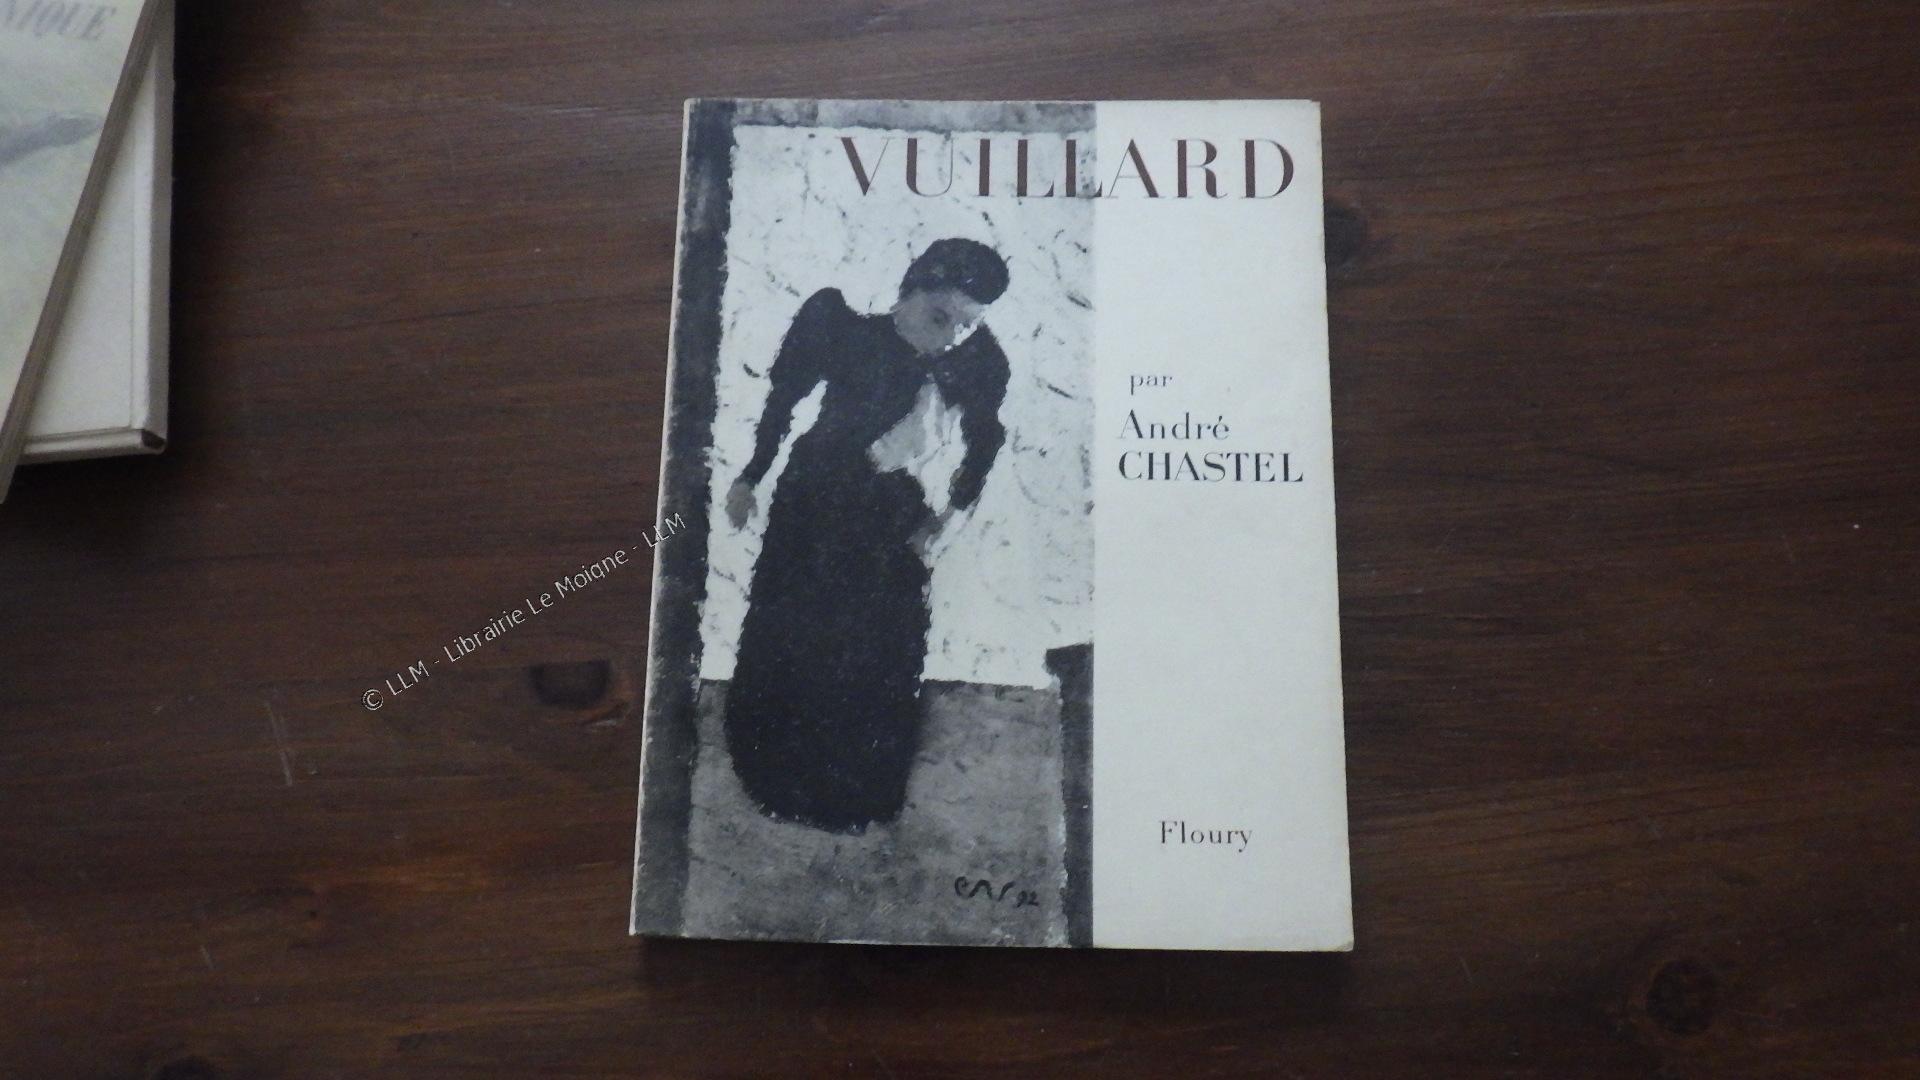 VUILLARD
par
André
CHASTEL
Floury
© LLM - Librairie Le Moigne - LLM